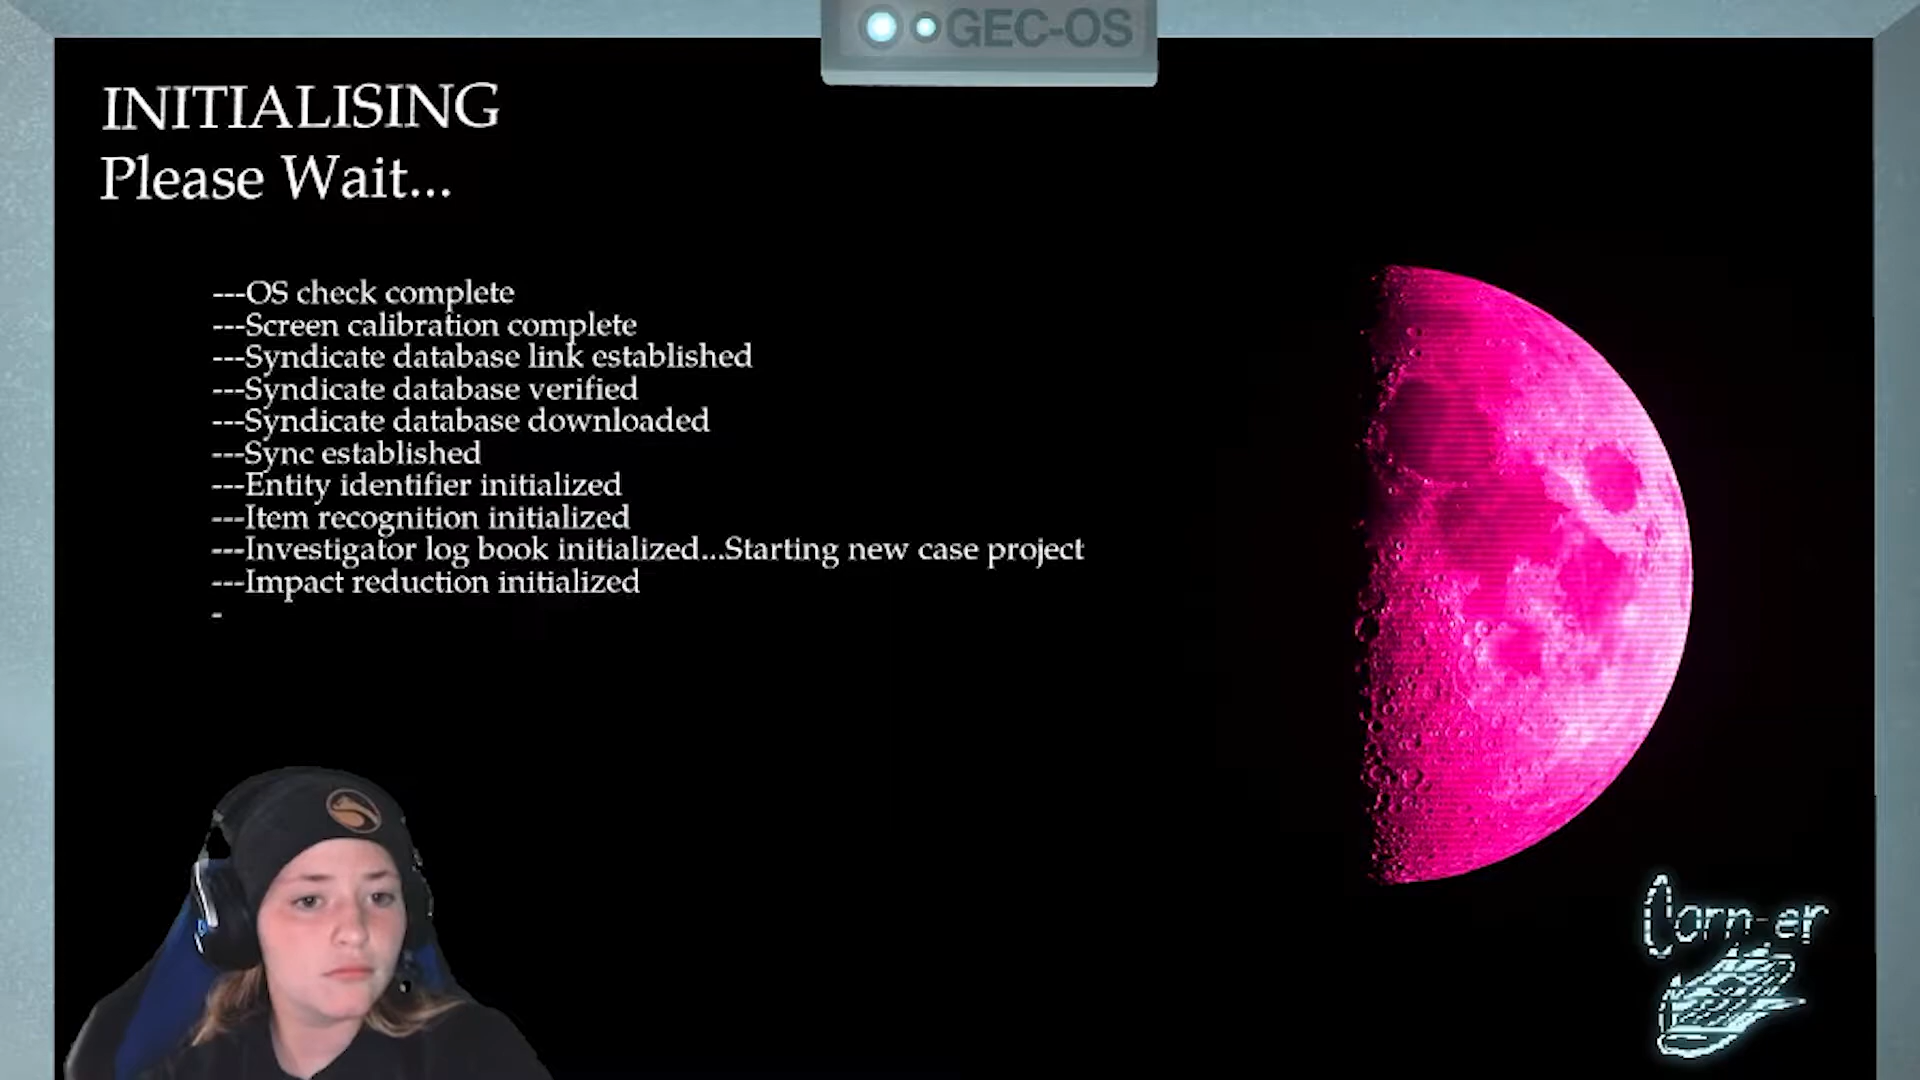 GEC-OS
INITIALISING
Please Wait...
---OS check complete
---Screen calibration complete
---Syndicate database link established
---Syndicate database verified
---Syndicate database downloaded
---Sync established
---Entity identifier initialized
---Item recognition initialized
---Investigator log book initialized...Starting new case project
---Impact reduction initialized
-
Corn-er